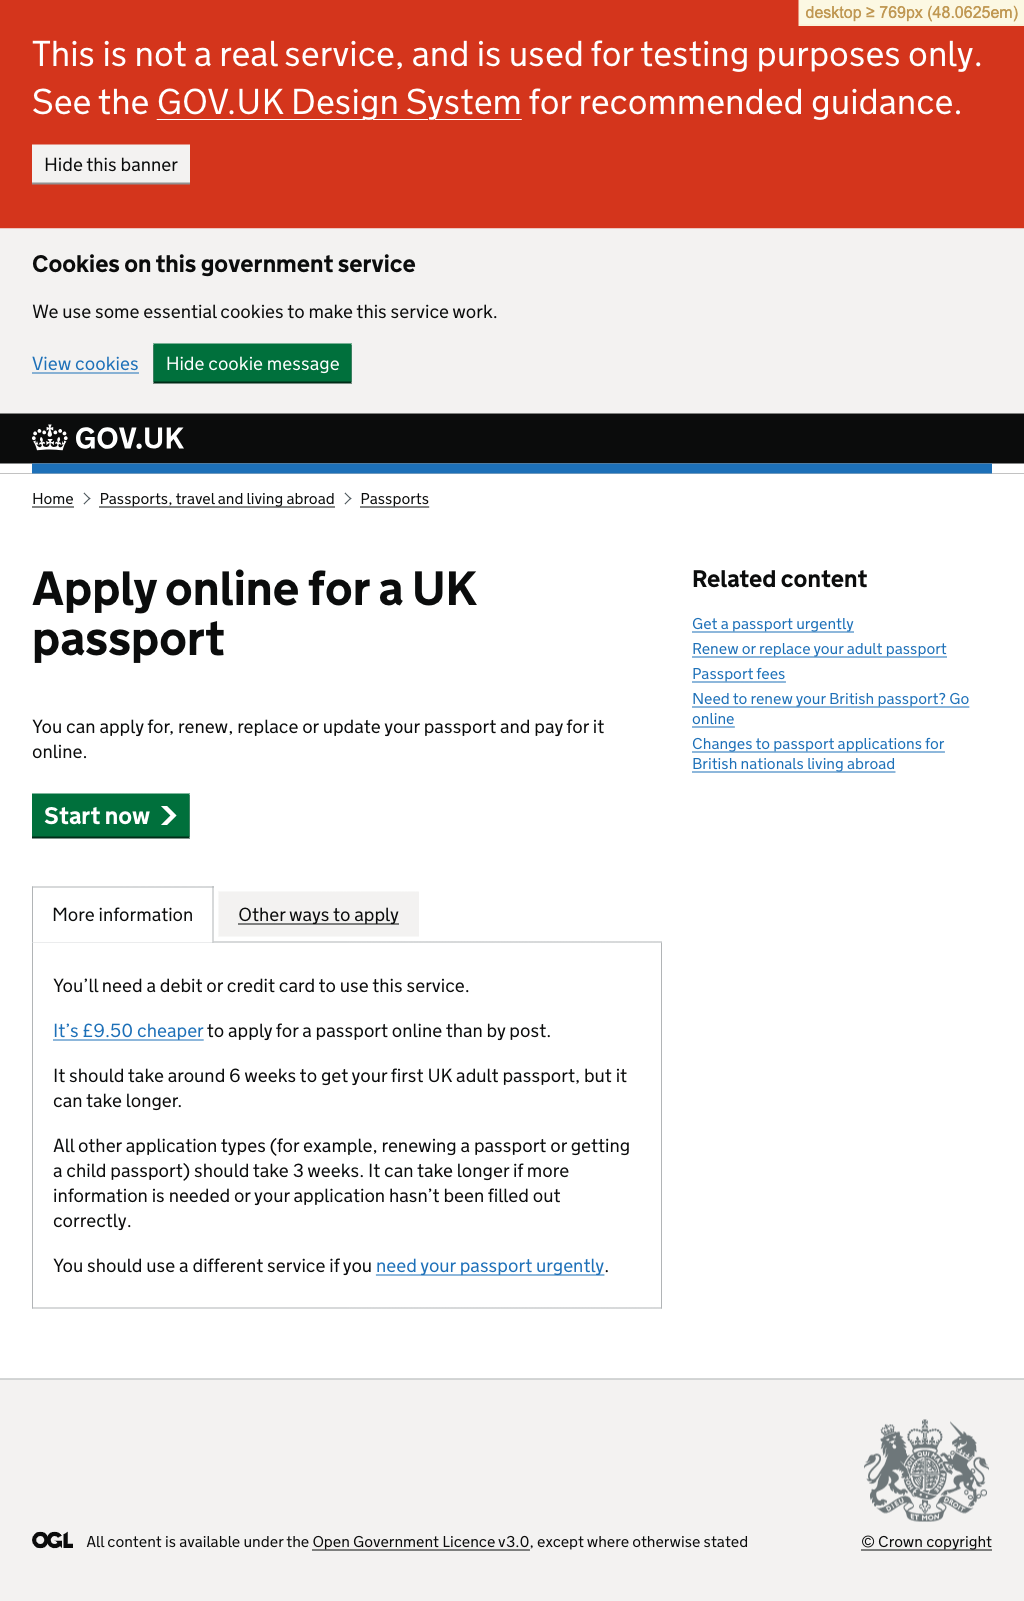 desktop ≥ 769px (48.0625em)
This is not a real service, and is used for testing purposes only.
See the GOV.UK Design System for recommended guidance.
Hide this banner
Cookies on this government service
We use some essential cookies to make this service work.
View cookies Hide cookie message
GOV.UK
Home Passports, travel and living abroad Passports
Apply online for a UK
passport
You can apply for, renew, replace or update your passport and pay for it
online.
Start now
More information Other ways to apply
You’ll need a debit or credit card to use this service.
It’s £9.50 cheaper to apply for a passport online than by post.
It should take around 6 weeks to get your first UK adult passport, but it
can take longer.
All other application types (for example, renewing a passport or getting
a child passport) should take 3 weeks. It can take longer if more
information is needed or your application hasn’t been filled out
correctly.
You should use a different service if you need your passport urgently.
Related content
Get a passport urgently
Renew or replace your adult passport
Passport fees
Need to renew your British passport? Go
online
Changes to passport applications for
British nationals living abroad
DIEU ET MON DROIT
OGL All content is available under the Open Government Licence v3.0, except where otherwise stated
© Crown copyright